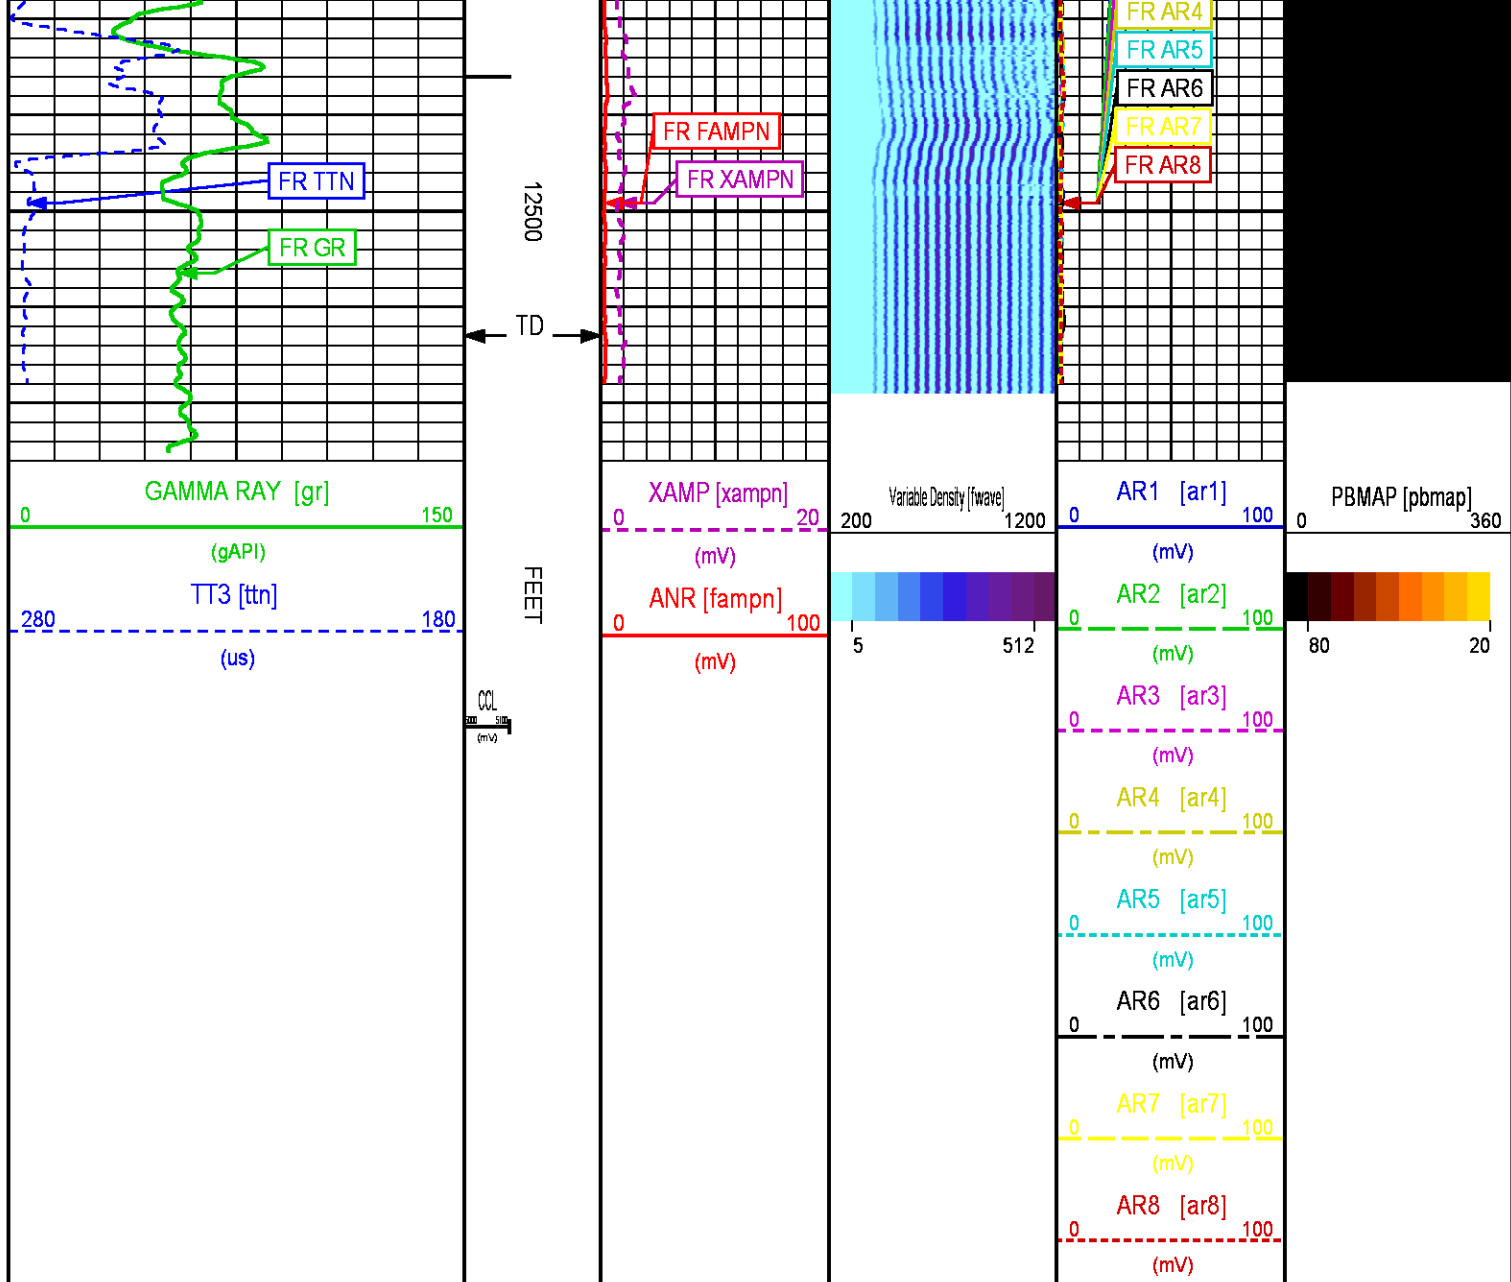 FR AR4
FR AR5
FR AR6
FR AR7
FR AR8
FR FAMPN
FR XAMPN
FR TTN
FR GR
12500
TD
GAMMA RAY [gr]
0 150
(gAPI)
TT3 [ttn]
280 180
(us)
FEET
CCL
(mV)
XAMP [xampn]
0 20
(mV)
ANR [fampn]
0 100
(mV)
Variable Density [fwave]
200 1200
5 512
AR1 [ar1]
0 100
(mV)
AR2 [ar2]
0 100
(mV)
AR3 [ar3]
0 100
(mV)
AR4 [ar4]
0 100
(mV)
AR5 [ar5]
0 100
(mV)
AR6 [ar6]
0 100
(mV)
AR7 [ar7]
0 100
(mV)
AR8 [ar8]
0 100
(mV)
PBMAP [pbmap]
0 360
80 20